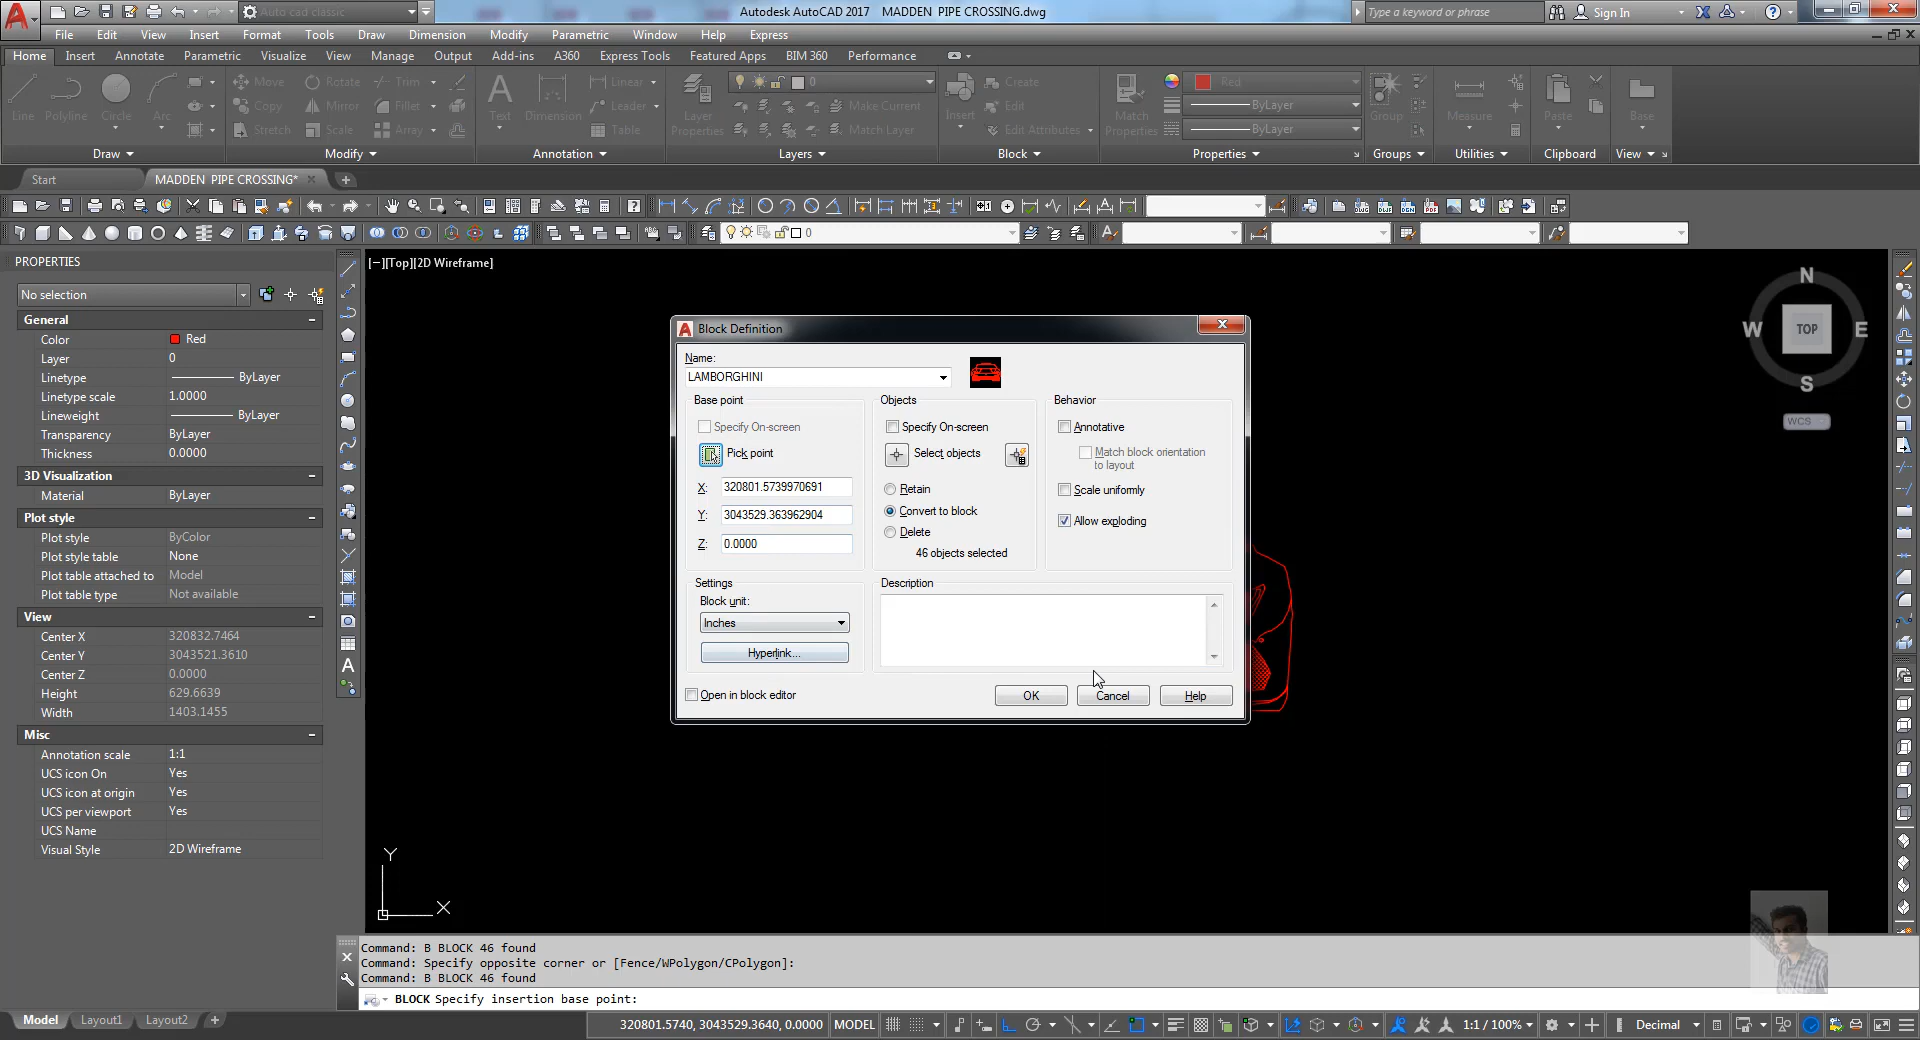 Auto cad classic
Autodesk AutoCAD 2017 MADDEN PIPE CROSSING.dwg
Type a keyword or phrase
Sign In
File Edit View Insert Format Tools Draw Dimension Modify Parametric Window Help Express
Home Insert Annotate Parametric Visualize View Manage Output Add-ins A360 Express Tools Featured Apps BIM 360 Performance
Line Polyline Circle Arc
Move Rotate Trim
Copy Mirror Fillet
Stretch Scale Array
Text Dimension
Linear
Leader
Table
Layer Properties
0
Make Current
Match Layer
Insert
Create
Edit
Edit Attributes
Match Properties
Red
ByLayer
ByLayer
Group
Measure
Paste
Base
Draw Modify Annotation Layers Block Properties Groups Utilities Clipboard View
Start MADDEN PIPE CROSSING*
0
PROPERTIES
No selection
General
Color Red
Layer 0
Linetype ByLayer
Linetype scale 1.0000
Lineweight ByLayer
Transparency ByLayer
Thickness 0.0000
3D Visualization
Material ByLayer
Plot style
Plot style ByColor
Plot style table None
Plot table attached to Model
Plot table type Not available
View
Center X 320832.7464
Center Y 3043521.3610
Center Z 0.0000
Height 629.6639
Width 1403.1455
Misc
Annotation scale 1:1
UCS icon On Yes
UCS icon at origin Yes
UCS per viewport Yes
UCS Name
Visual Style 2D Wireframe
[−][Top][2D Wireframe]
N
W TOP E
S
WCS
Block Definition
Name:
LAMBORGHINI
Base point
Specify On-screen
Pick point
X: 320801.5739970691
Y: 3043529.363962904
Z: 0.0000
Objects
Specify On-screen
Select objects
Retain
Convert to block
Delete
46 objects selected
Behavior
Annotative
Match block orientation
to layout
Scale uniformly
Allow exploding
Settings
Block unit:
Inches
Hyperlink...
Description
Open in block editor
OK Cancel Help
Y
X
Command: B BLOCK 46 found
Command: Specify opposite corner or [Fence/WPolygon/CPolygon]:
Command: B BLOCK 46 found
BLOCK Specify insertion base point:
Model Layout1 Layout2
320801.5740, 3043529.3640, 0.0000 MODEL
1:1 / 100%
Decimal